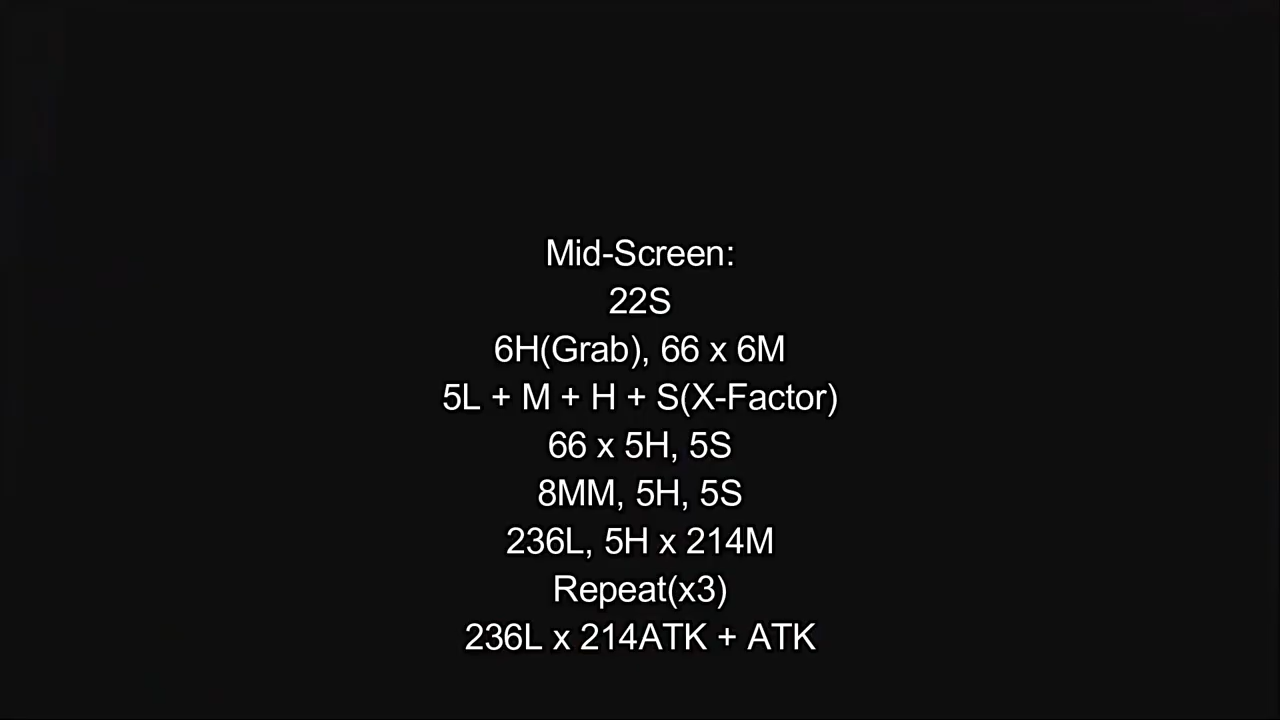 Mid-Screen:
22S
6H(Grab), 66 x 6M
5L + M + H + S(X-Factor)
66 x 5H, 5S
8MM, 5H, 5S
236L, 5H x 214M
Repeat(x3)
236L x 214ATK + ATK